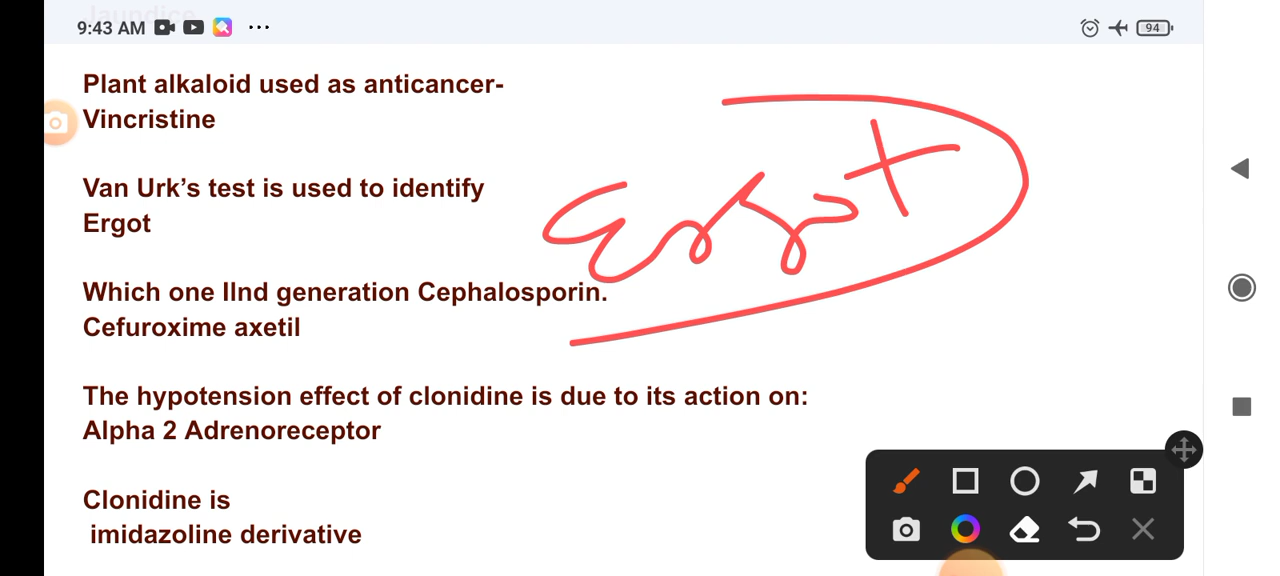 Jaundice
9:43 AM ... 94
Plant alkaloid used as anticancer-
Vincristine
Van Urk's test is used to identify
Ergot
Ergot
Which one IInd generation Cephalosporin.
Cefuroxime axetil
The hypotension effect of clonidine is due to its action on:
Alpha 2 Adrenoreceptor
Clonidine is
imidazoline derivative